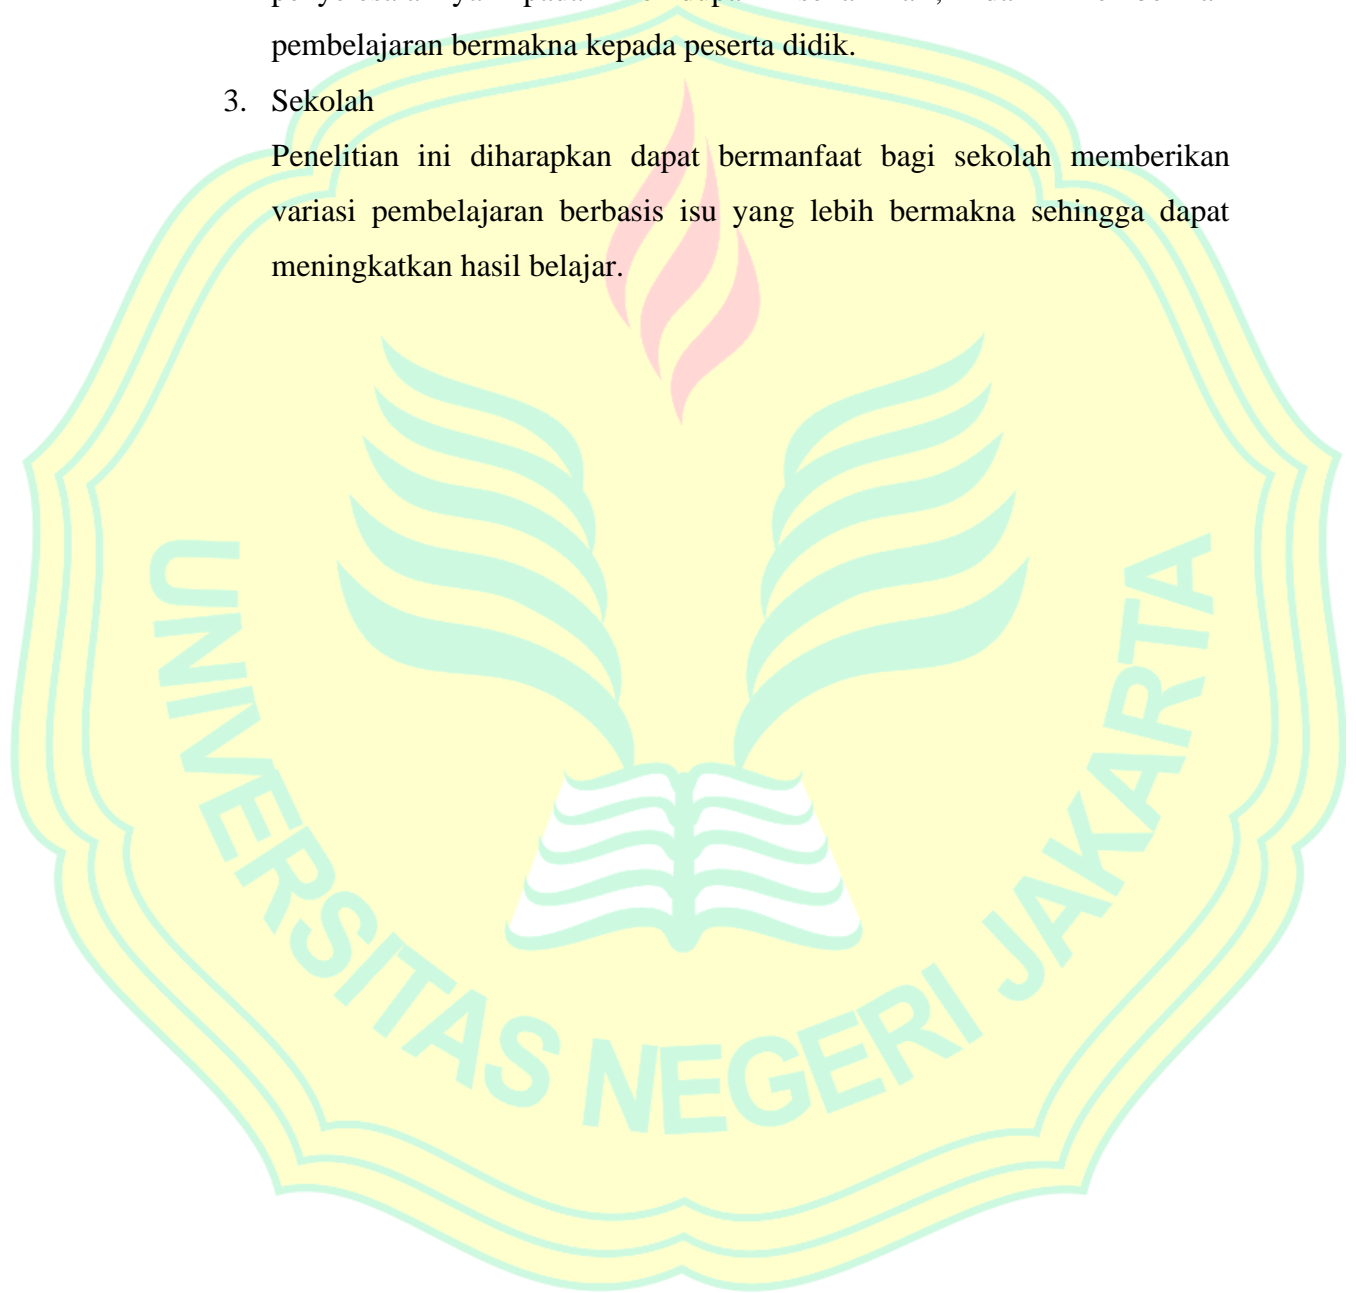 pembelajaran bermakna kepada peserta didik.
3. Sekolah
Penelitian ini diharapkan dapat bermanfaat bagi sekolah memberikan
variasi pembelajaran berbasis isu yang lebih bermakna sehingga dapat
meningkatkan hasil belajar.
UNIVERSITAS NEGERI JAKARTA